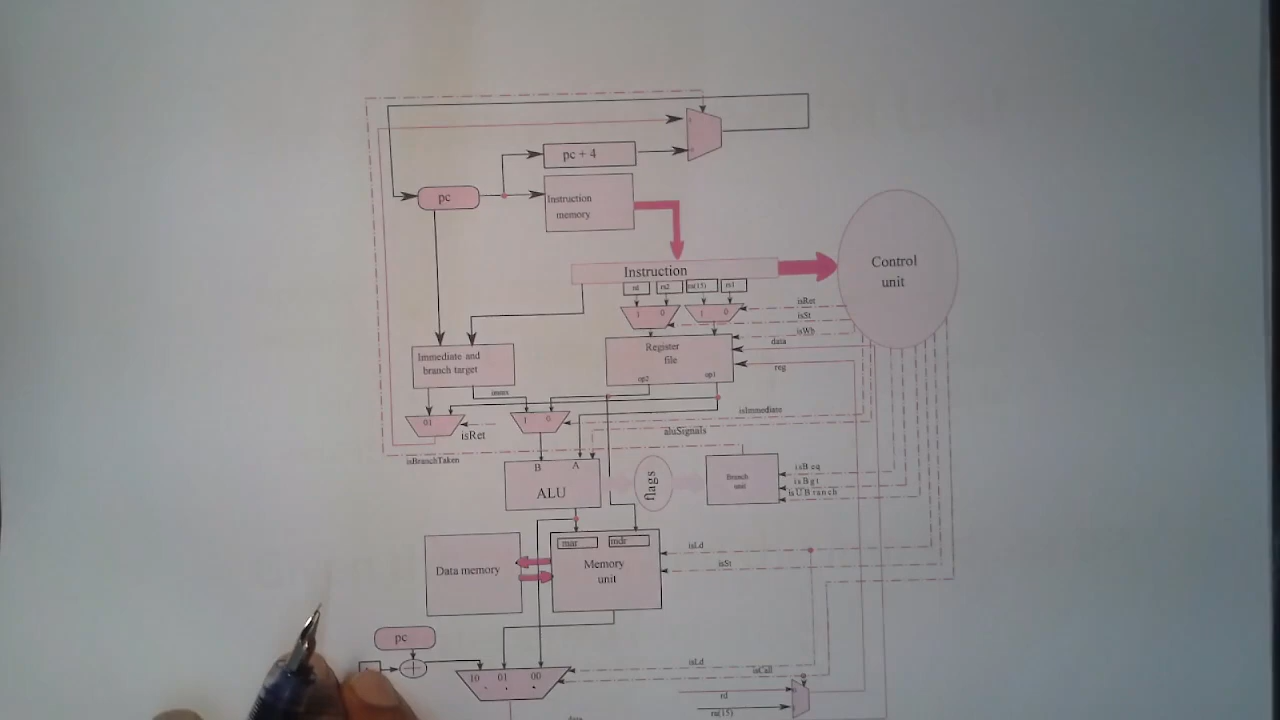 pc + 4
pc
Instruction
memory
Control
unit
Instruction
rd rs2 ra(15) rs1
1 0 1 0
isRet
isSt
isWb
data
reg
Register
file
op2 op1
Immediate and
branch target
immx
isImmediate
01
1 0
isRet
aluSignals
isBranchTaken
B A
ALU
flags
Branch
unit
isBeq
isBgt
isUBranch
mar mdr
Data memory
Memory
unit
isLd
isSt
pc
10 01 00
isLd
isCall
rd
ra(15)
data